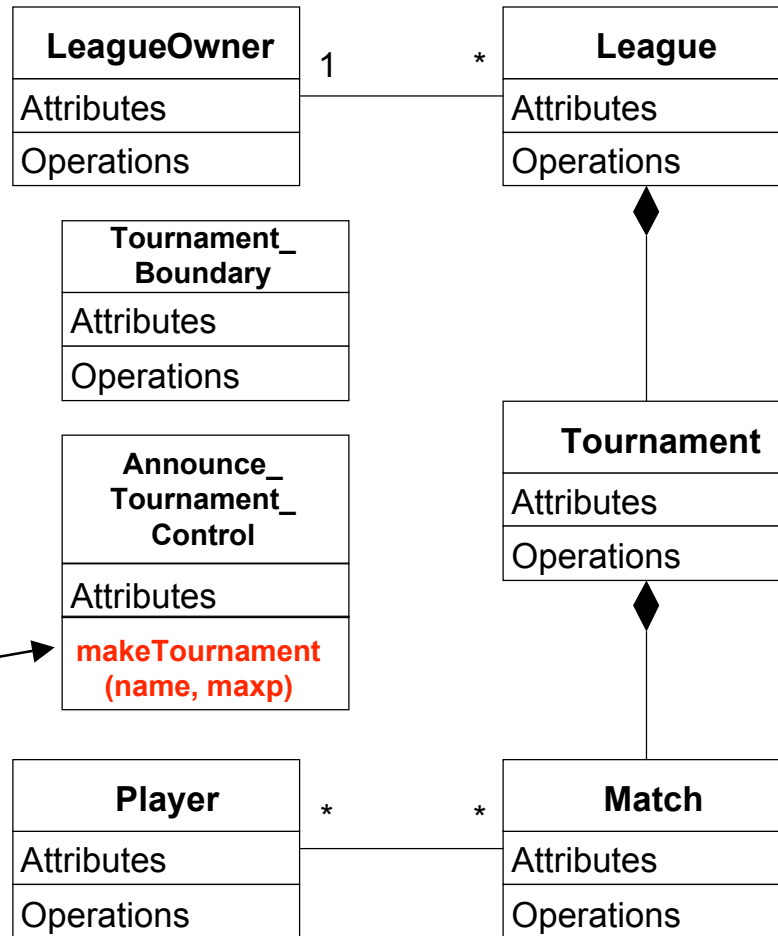 LeagueOwner
1
*
League
Attributes
Operations
Attributes
Operations
Tournament_
Boundary
Attributes
Operations
Announce_
Tournament_
Control
Attributes
makeTournament
(name, maxp)
Tournament
Attributes
Operations
Player
*
*
Match
Attributes
Operations
Attributes
Operations